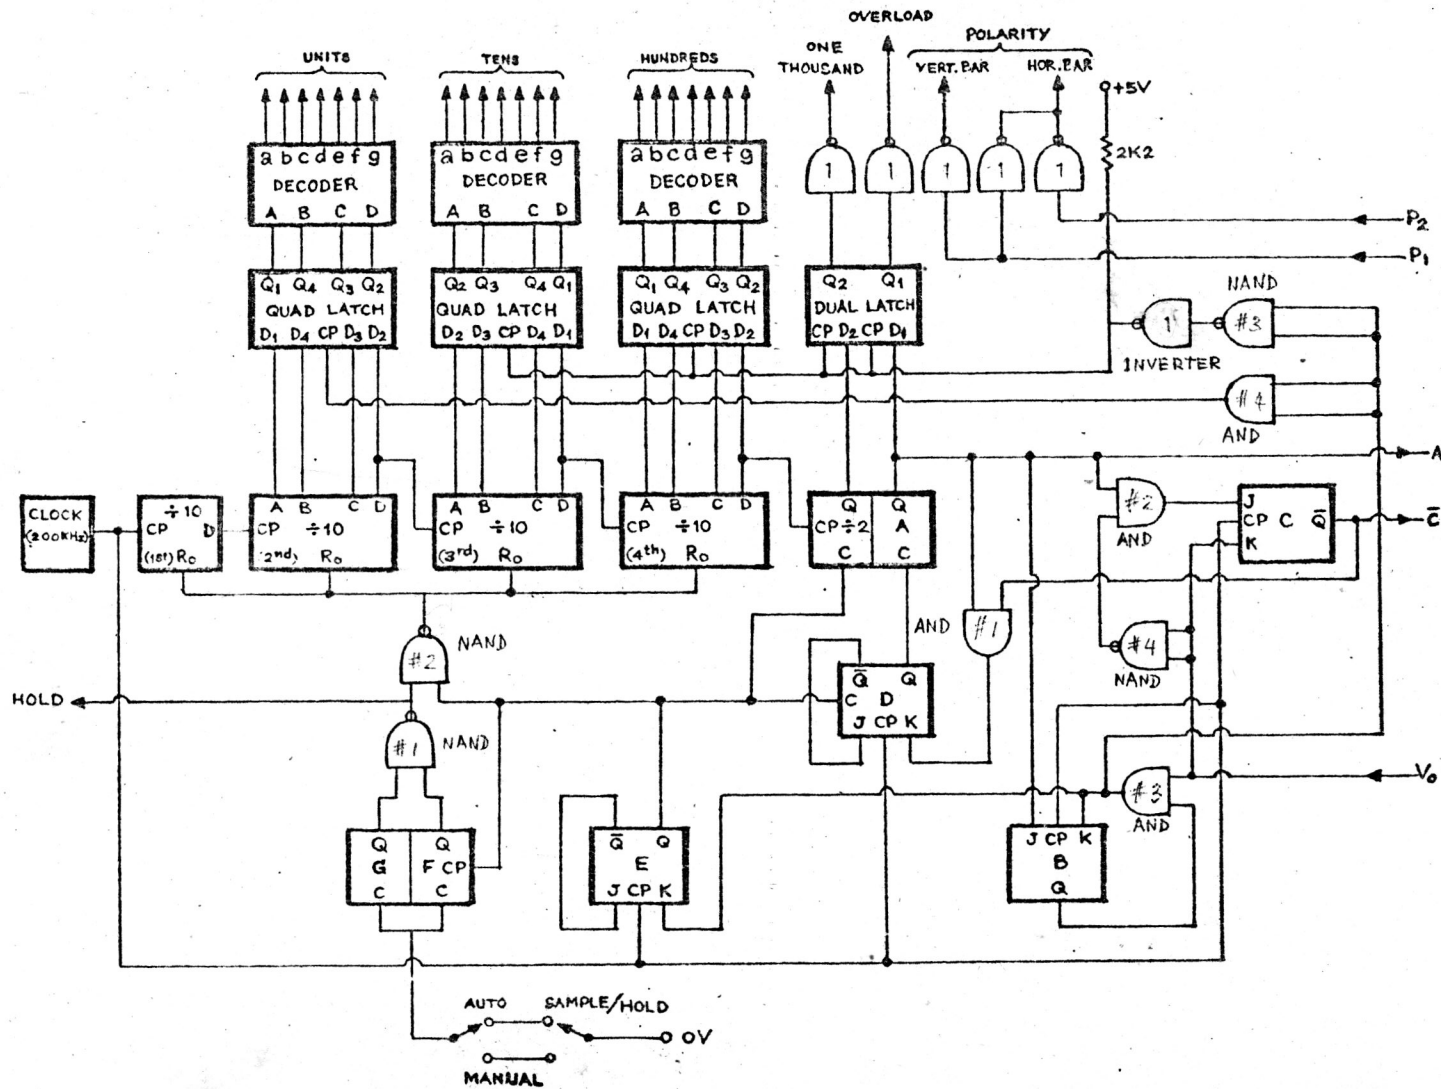 OVERLOAD
UNITS TENS HUNDREDS ONE THOUSAND POLARITY
VERT. BAR HOR. BAR
+5V
2K2
a b c d e f g a b c d e f g a b c d e f g
DECODER DECODER DECODER
1 1 1 1 1
A B C D A B C D A B C D
P2
P1
Q1 Q4 Q3 Q2 Q2 Q3 Q4 Q1 Q1 Q4 Q3 Q2 Q2 Q1
QUAD LATCH QUAD LATCH QUAD LATCH DUAL LATCH
D1 D4 CP D3 D2 D2 D3 CP D4 D1 D1 D4 CP D3 D2 CP D2 CP D1
NAND
1 #3
INVERTER
#4
AND
A
CLOCK
(200KHz)
÷10
CP D
(1st) R0
A B C D
CP ÷10
(2nd) R0
A B C D
CP ÷10
(3rd) R0
A B C D
CP ÷10
(4th) R0
Q Q
CP÷2 A
C C
#2
AND
J
CP C Q̅
K
C̅
AND #1
#4
NAND
#2 NAND
HOLD
#1 NAND
Q̅ Q
C D
J CP K
V0
#3
AND
Q Q
G F CP
C C
Q̅ Q
E
J CP K
J CP K
B
Q
AUTO SAMPLE/HOLD
0V
MANUAL